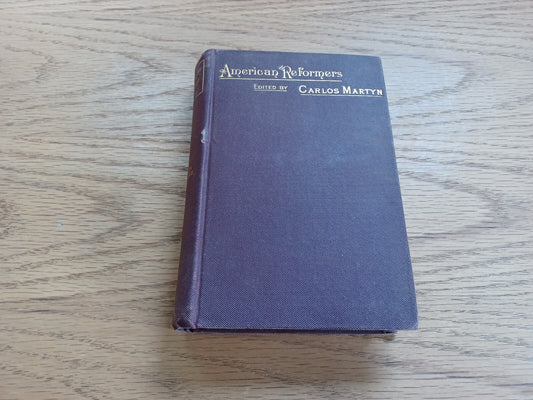 American Reformers
Edited by Carlos Martyn